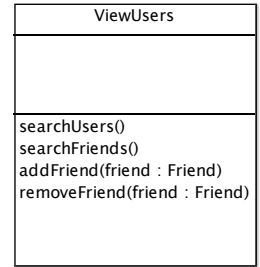 ViewUsers
searchUsers()
searchFriends()
addFriend(friend : Friend)
removeFriend(friend : Friend)